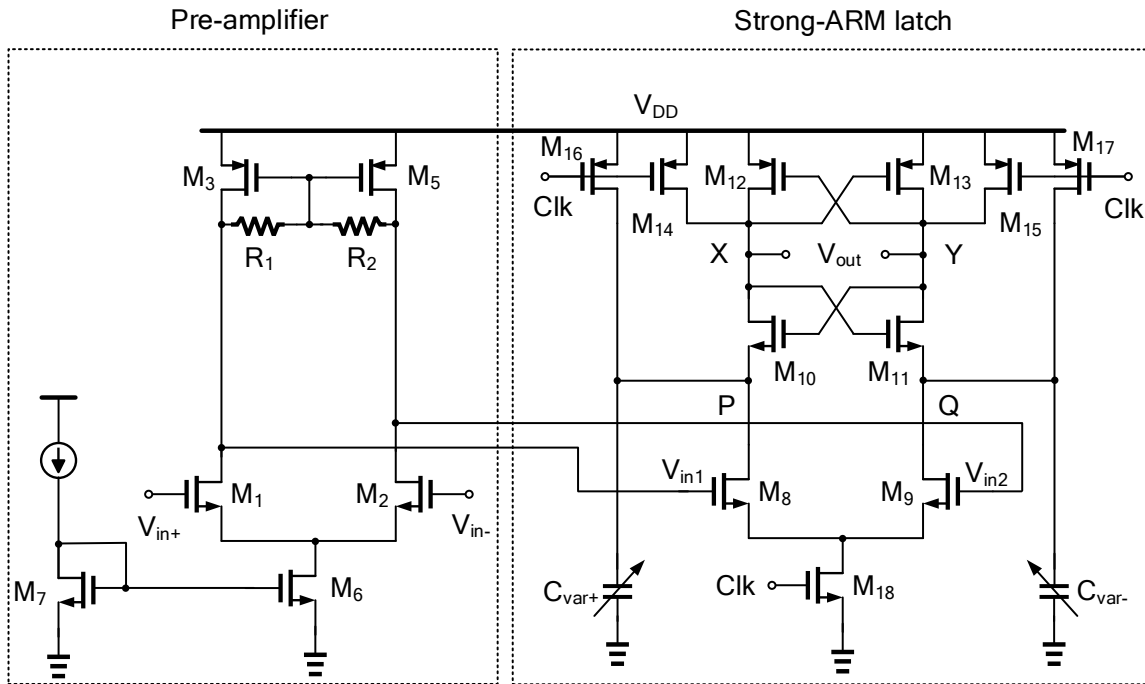 Pre-amplifier
Strong-ARM latch
V_DD
M_16
M_17
M_3
M_5
M_12
M_13
Clk
Clk
M_14
M_15
R_1
R_2
X
V_out
Y
M_10
M_11
P
Q
V_in1
V_in2
M_1
M_2
M_8
M_9
V_in+
V_in-
M_7
M_6
C_var+
Clk
M_18
C_var-